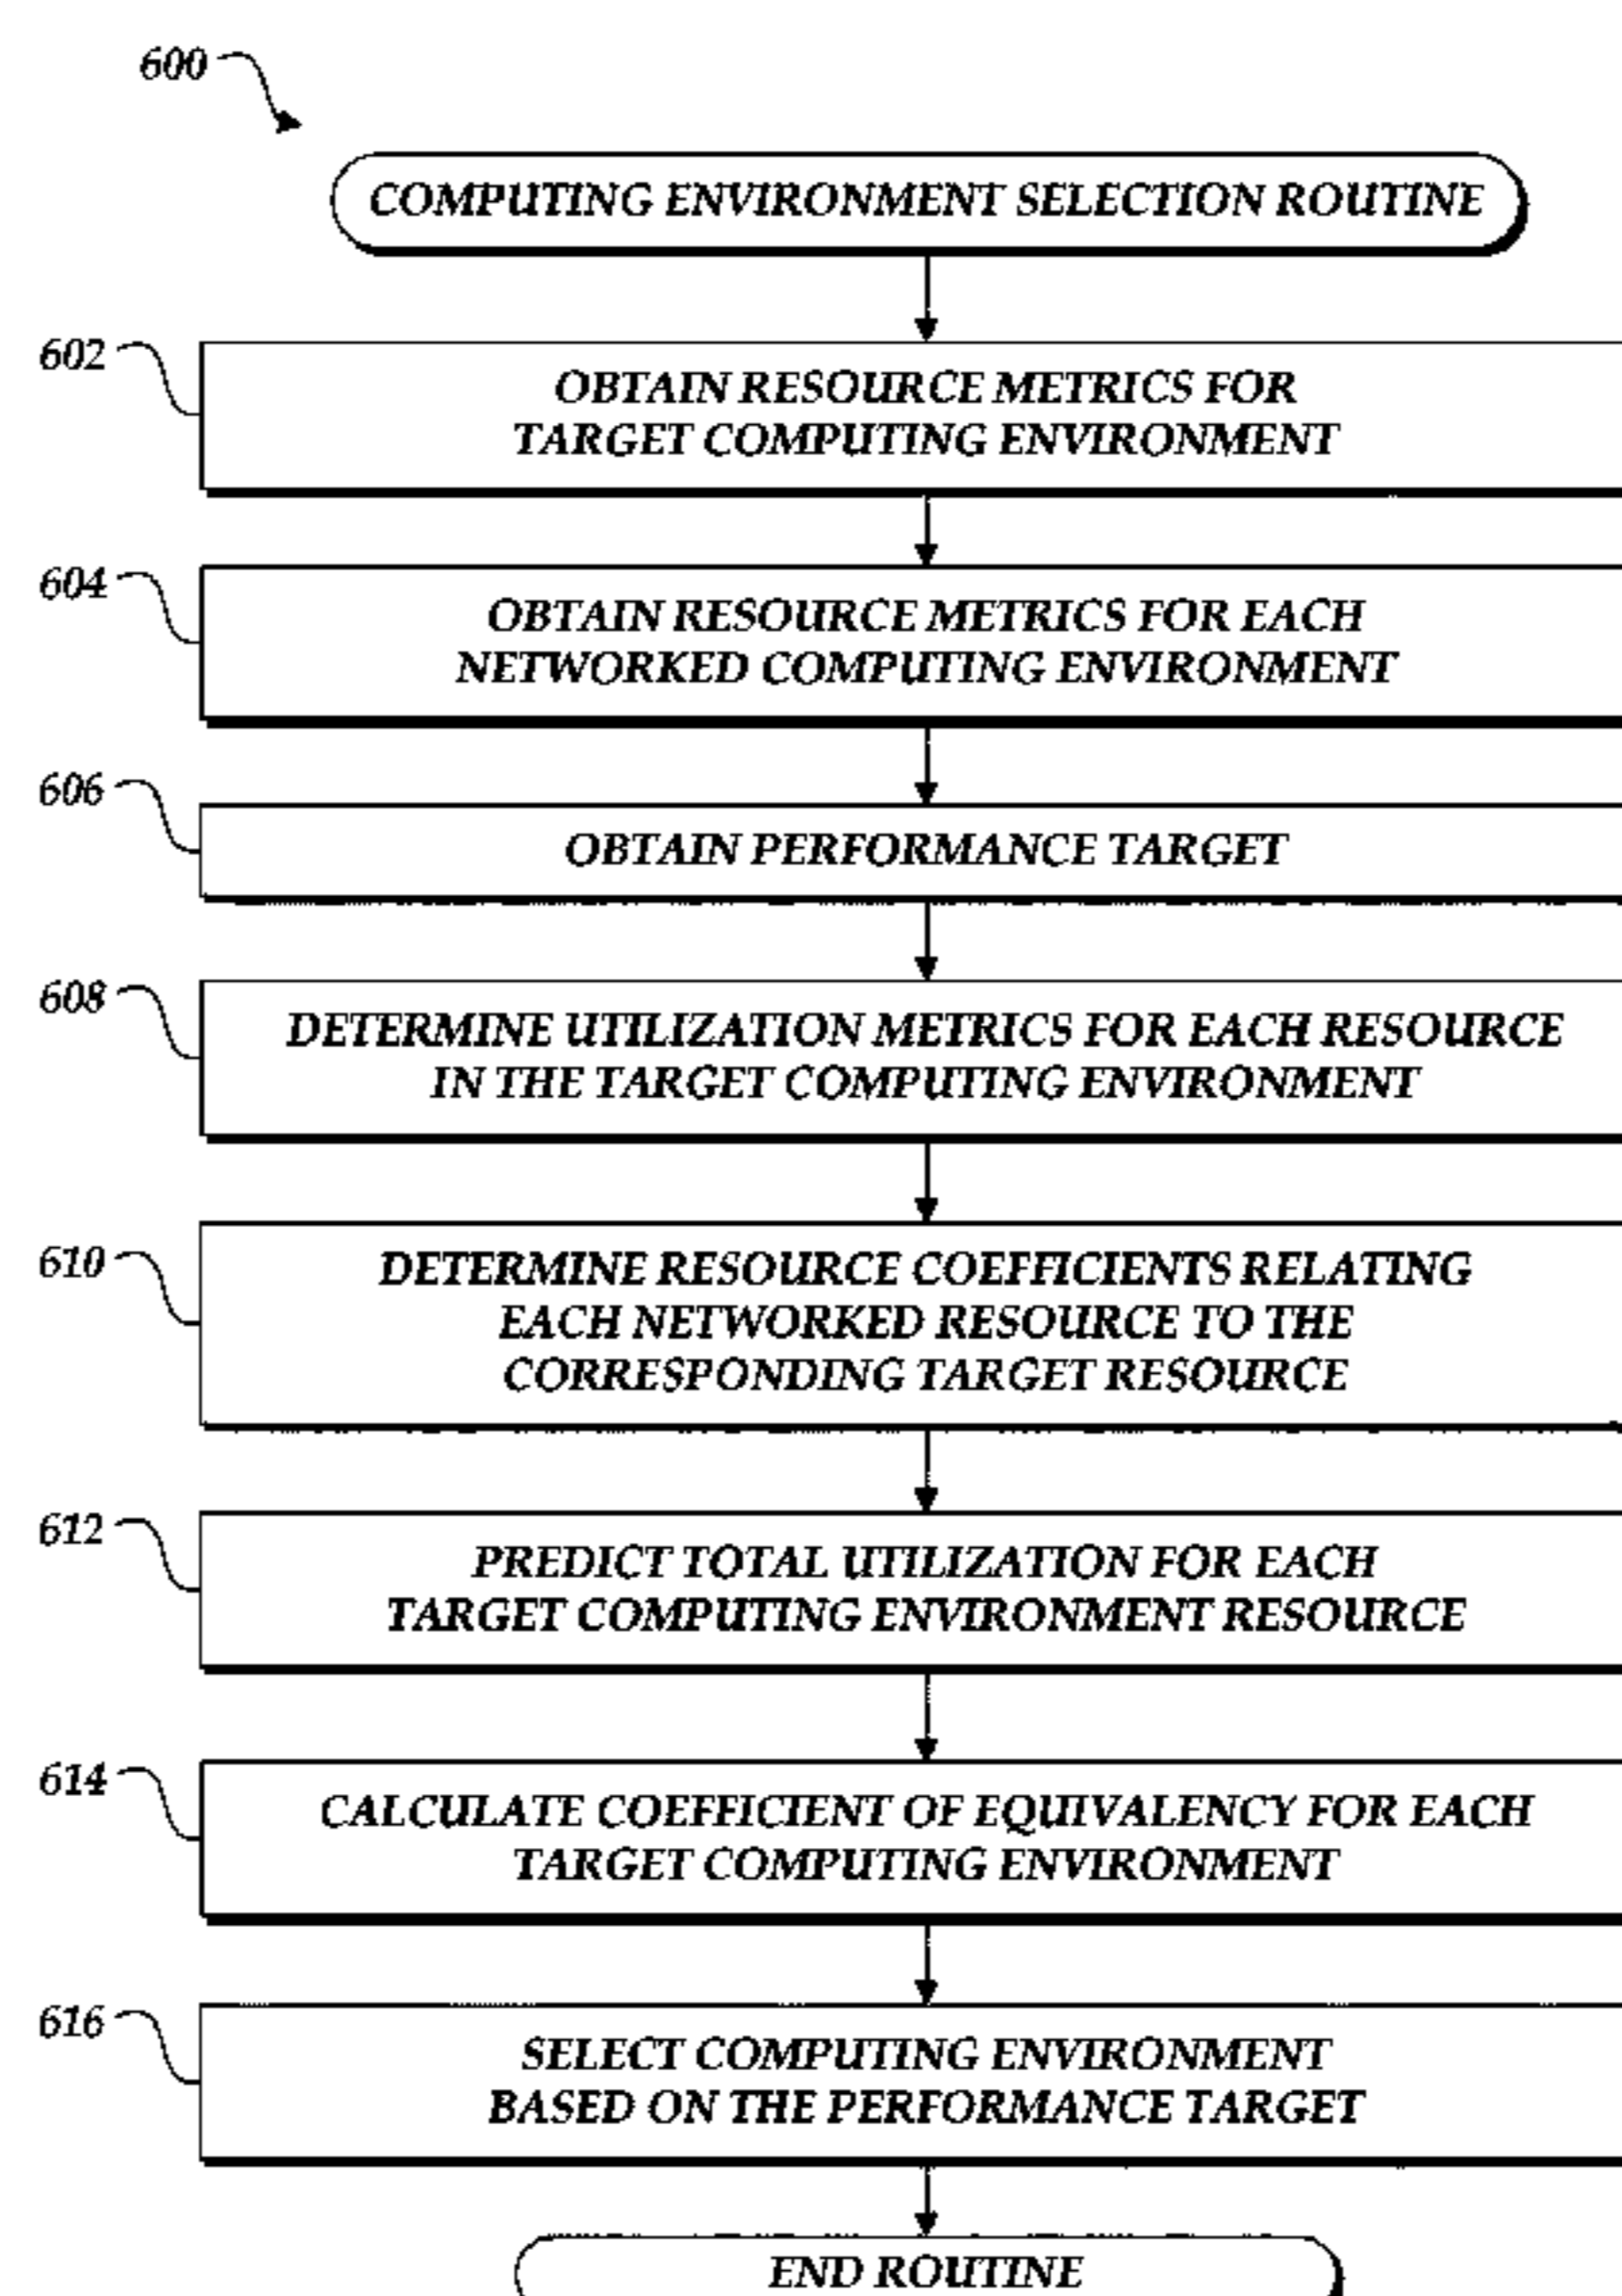 600
COMPUTING ENVIRONMENT SELECTION ROUTINE
602
OBTAIN RESOURCE METRICS FOR
TARGET COMPUTING ENVIRONMENT
604
OBTAIN RESOURCE METRICS FOR EACH
NETWORKED COMPUTING ENVIRONMENT
606
OBTAIN PERFORMANCE TARGET
608
DETERMINE UTILIZATION METRICS FOR EACH RESOURCE
IN THE TARGET COMPUTING ENVIRONMENT
610
DETERMINE RESOURCE COEFFICIENTS RELATING
EACH NETWORKED RESOURCE TO THE
CORRESPONDING TARGET RESOURCE
612
PREDICT TOTAL UTILIZATION FOR EACH
TARGET COMPUTING ENVIRONMENT RESOURCE
614
CALCULATE COEFFICIENT OF EQUIVALENCY FOR EACH
TARGET COMPUTING ENVIRONMENT
616
SELECT COMPUTING ENVIRONMENT
BASED ON THE PERFORMANCE TARGET
END ROUTINE